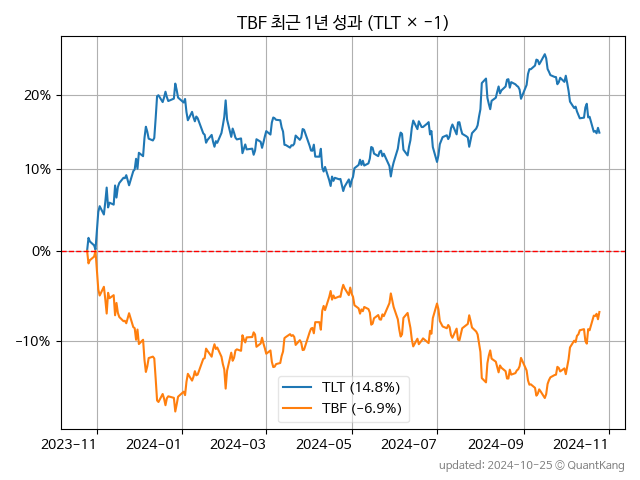 TBF 최근 1년 성과 (TLT × −1)
20%
10%
0%
−10%
TLT (14.8%)
TBF (−6.9%)
2023-11
2024-01
2024-03
2024-05
2024-07
2024-09
2024-11
updated: 2024-10-25 © QuantKang